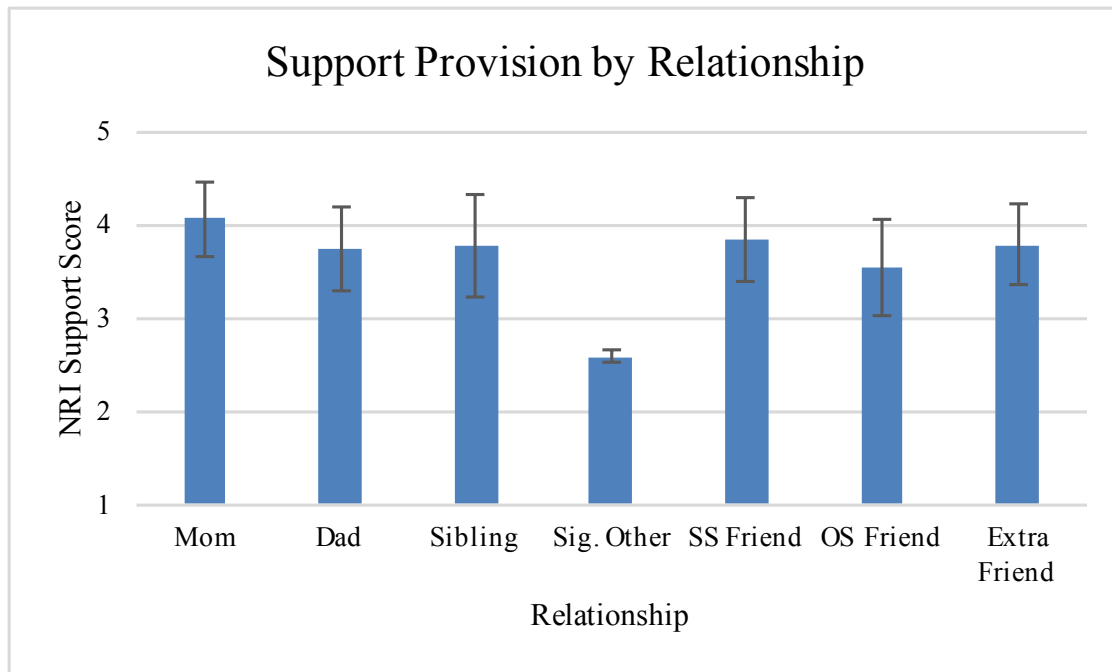 Support Provision by Relationship
NRI Support Score
5
4
3
2
1
Mom
Dad
Sibling
Sig. Other
SS Friend
OS Friend
Extra
Friend
Relationship